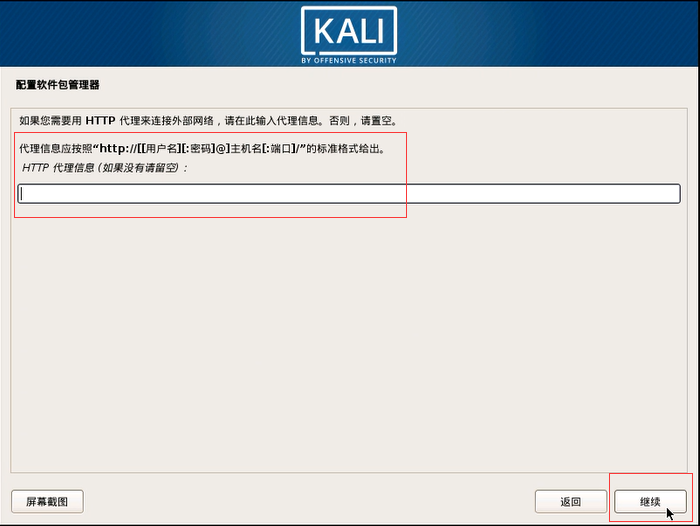 KALI
BY OFFENSIVE SECURITY
配置软件包管理器
如果您需要用 HTTP 代理来连接外部网络，请在此输入代理信息。否则，请置空。
代理信息应按照“http://[[用户名][:密码]@]主机名[:端口]/”的标准格式给出。
HTTP 代理信息 (如果没有请留空)：
屏幕截图
返回
继续